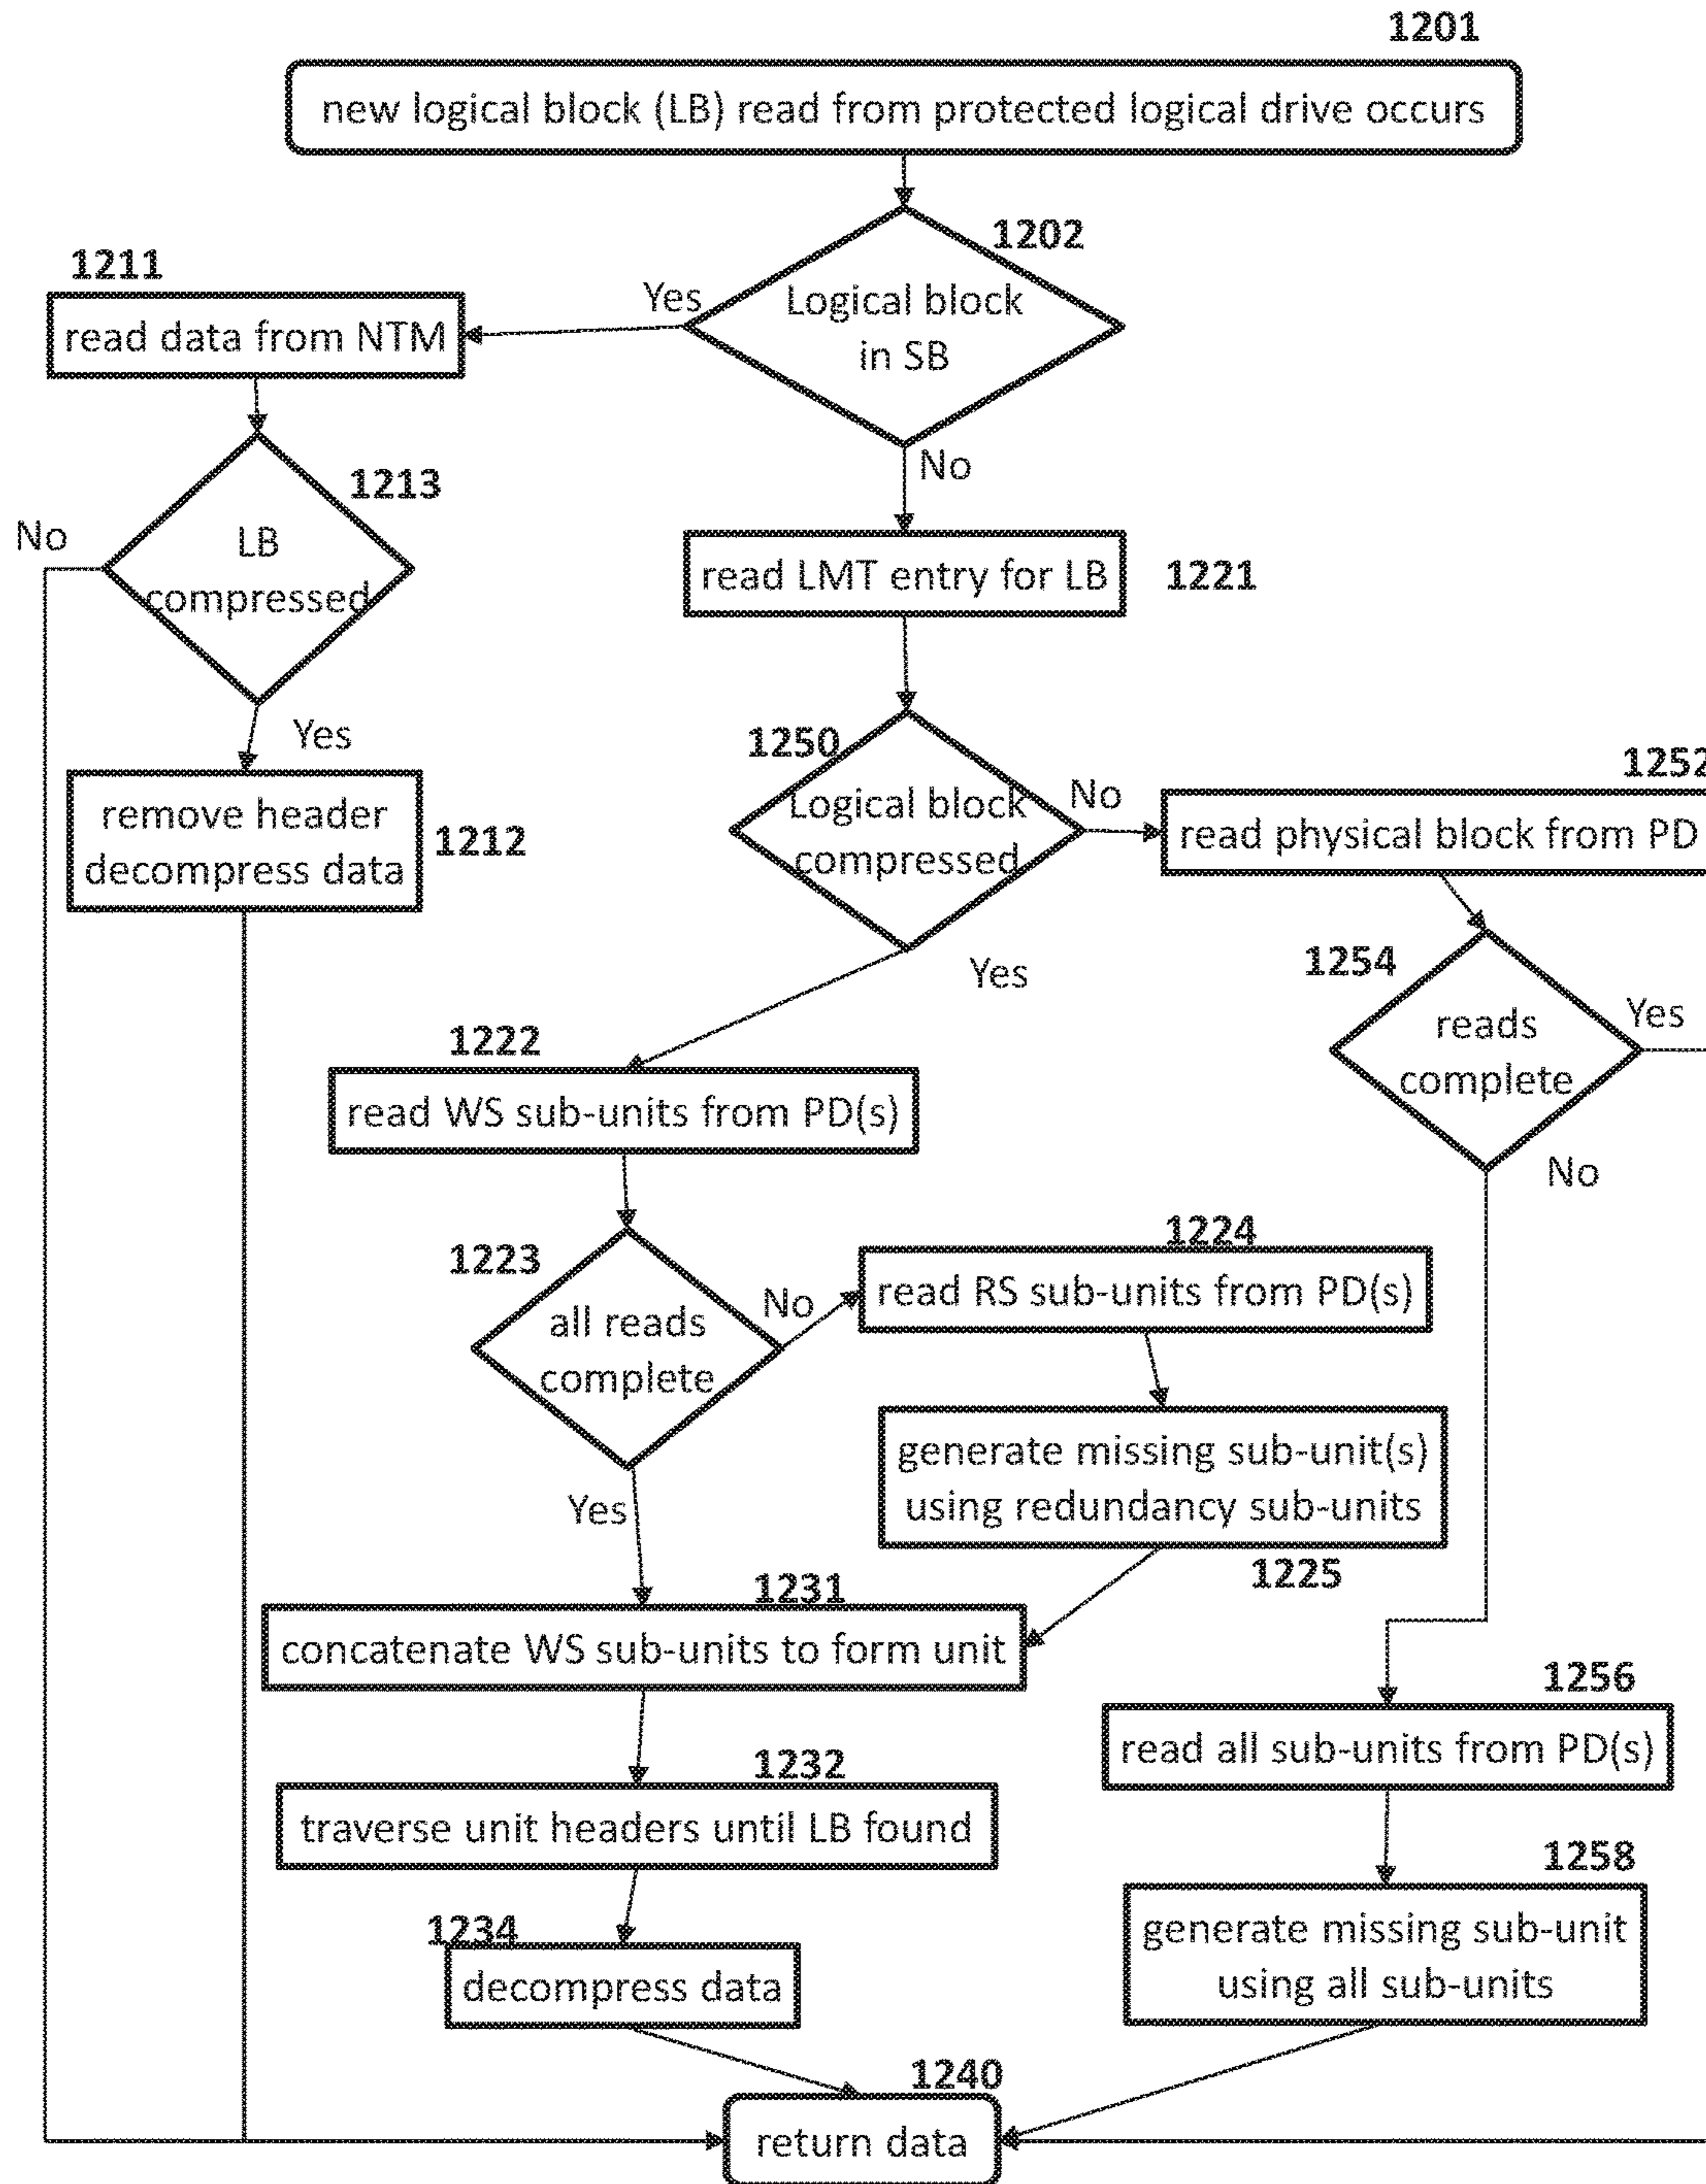 1201
new logical block (LB) read from protected logical drive occurs
1202
Logical block
in SB
Yes
No
1211
read data from NTM
1213
LB
compressed
No
Yes
remove header
decompress data
1212
read LMT entry for LB
1221
1250
Logical block
compressed
No
Yes
1252
read physical block from PD
1254
reads
complete
Yes
No
1222
read WS sub-units from PD(s)
1223
all reads
complete
No
Yes
1224
read RS sub-units from PD(s)
generate missing sub-unit(s)
using redundancy sub-units
1225
1231
concatenate WS sub-units to form unit
1232
traverse unit headers until LB found
1234
decompress data
1256
read all sub-units from PD(s)
1258
generate missing sub-unit
using all sub-units
1240
return data